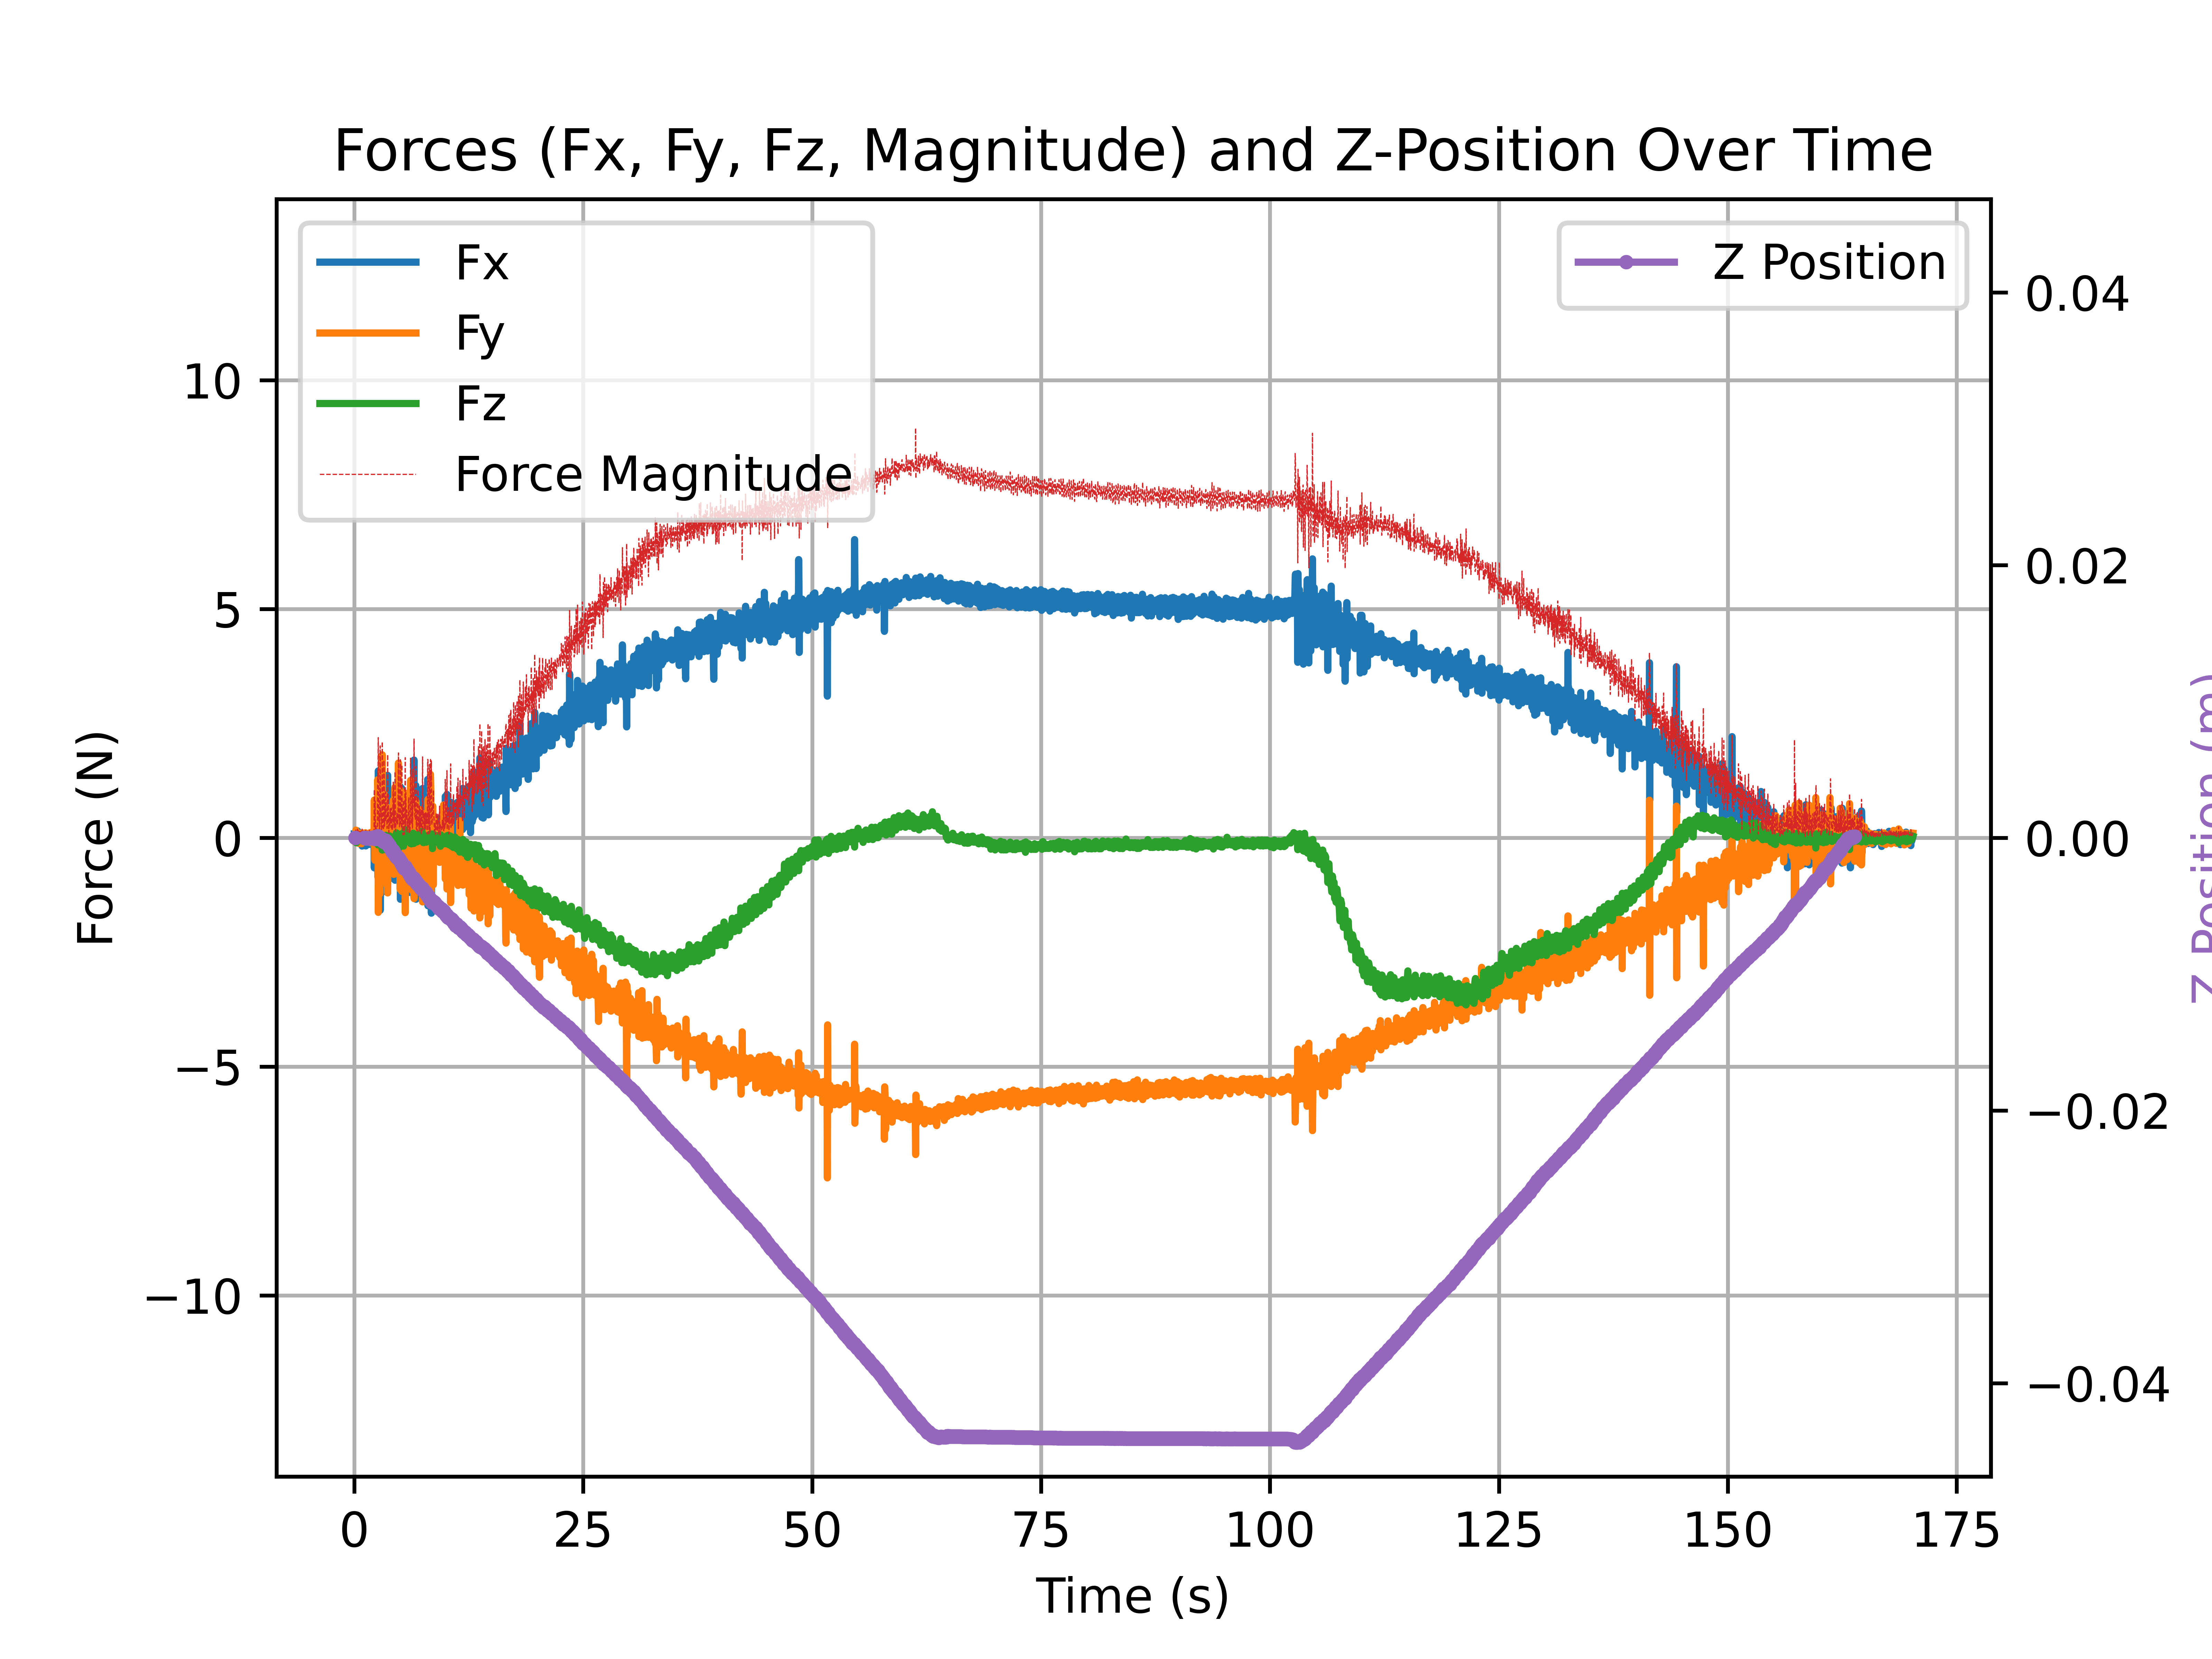 Forces (Fx, Fy, Fz, Magnitude) and Z-Position Over Time
Fx
Fy
Fz
Force Magnitude
Z Position
10
5
0
−5
−10
Force (N)
0.04
0.02
0.00
−0.02
−0.04
Z Position (m)
0 25 50 75 100 125 150 175
Time (s)